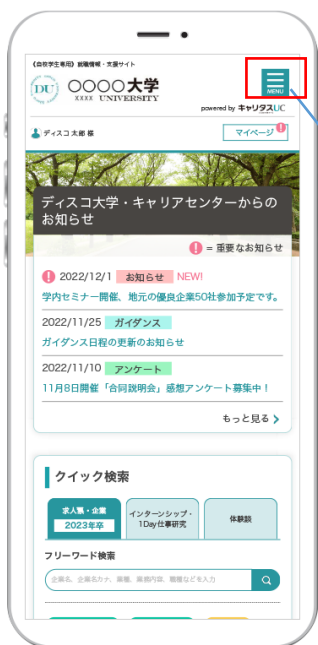 (自校学生専用) 就職情報・支援サイト
DU
〇〇〇〇大学
XXXX UNIVERSITY
MENU
powered by キャリタスUC
ディスコ太郎 様
マイページ
ディスコ大学・キャリアセンターからの
お知らせ
= 重要なお知らせ
2022/12/1 お知らせ NEW!
学内セミナー開催、地元の優良企業50社参加予定です。
2022/11/25 ガイダンス
ガイダンス日程の更新のお知らせ
2022/11/10 アンケート
11月8日開催「合同説明会」感想アンケート募集中!
もっと見る
クイック検索
求人票・企業
2023年卒
インターンシップ・
1Day仕事研究
体験談
フリーワード検索
企業名、企業名カナ、業種、業務内容、職種などを入力